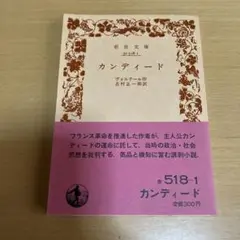 岩波文庫
カンディード
ヴォルテール作
吉村正一郎訳
フランス革命を推進した作者が、主人公カン
ディードの運命に託して、当時の政治・社会
思想を批判する、気品と機知に富む諷刺小説。
赤 518-1
カンディード
定価300円